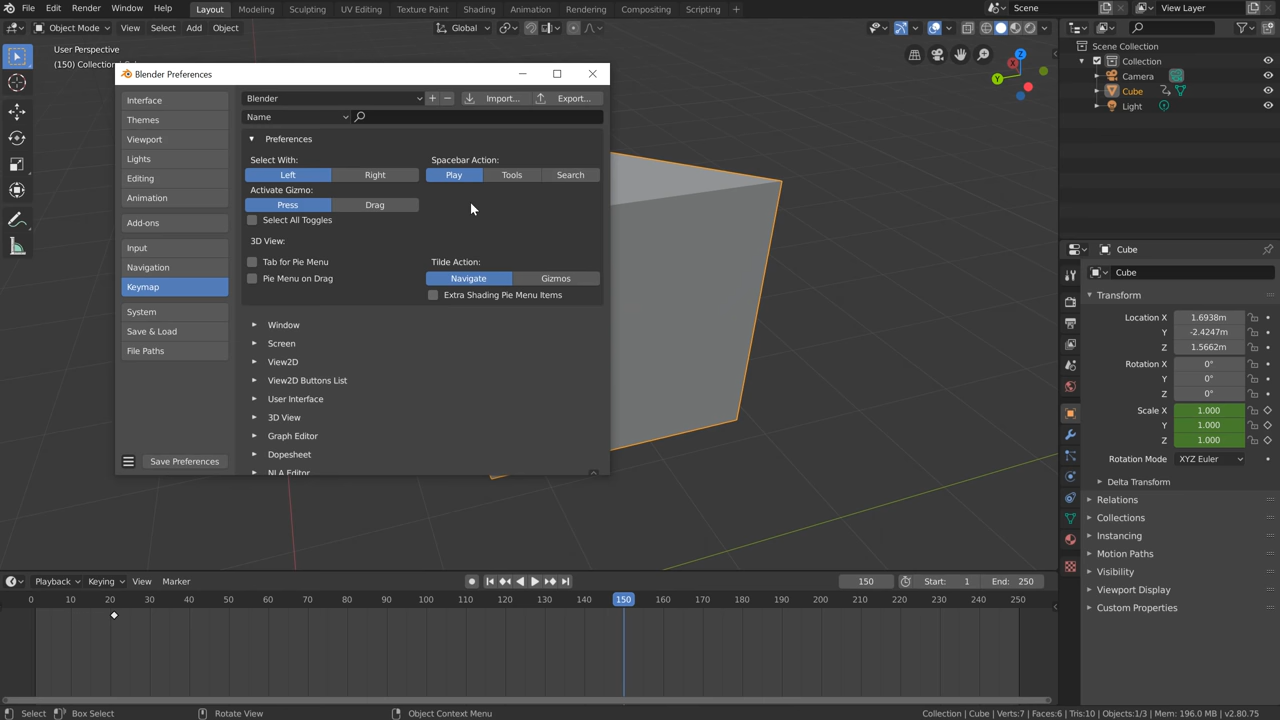 File Edit Render Window Help Layout Modeling Sculpting UV Editing Texture Paint Shading Animation Rendering Compositing Scripting + Scene View Layer
Object Mode View Select Add Object Global
User Perspective
(150) Collection
Blender Preferences
Interface
Themes
Viewport
Lights
Editing
Animation
Add-ons
Input
Navigation
Keymap
System
Save & Load
File Paths
Save Preferences
Blender + − Import... Export...
Name
Preferences
Select With: Spacebar Action:
Left Right Play Tools Search
Activate Gizmo:
Press Drag
Select All Toggles
3D View:
Tab for Pie Menu Tilde Action:
Pie Menu on Drag Navigate Gizmos
Extra Shading Pie Menu Items
Window
Screen
View2D
View2D Buttons List
User Interface
3D View
Graph Editor
Dopesheet
NLA Editor
Z
X
Y
Scene Collection
Collection
Camera
Cube
Light
Cube
Cube
Transform
Location X 1.6938m
Y -2.4247m
Z 1.5662m
Rotation X 0°
Y 0°
Z 0°
Scale X 1.000
Y 1.000
Z 1.000
Rotation Mode XYZ Euler
Delta Transform
Relations
Collections
Instancing
Motion Paths
Visibility
Viewport Display
Custom Properties
Playback Keying View Marker 150 Start: 1 End: 250
0 10 20 30 40 50 60 70 80 90 100 110 120 130 140 150 160 170 180 190 200 210 220 230 240 250
Select Box Select Rotate View Object Context Menu Collection | Cube | Verts:7 | Faces:6 | Tris:10 | Objects:1/3 | Mem: 196.0 MB | v2.80.75